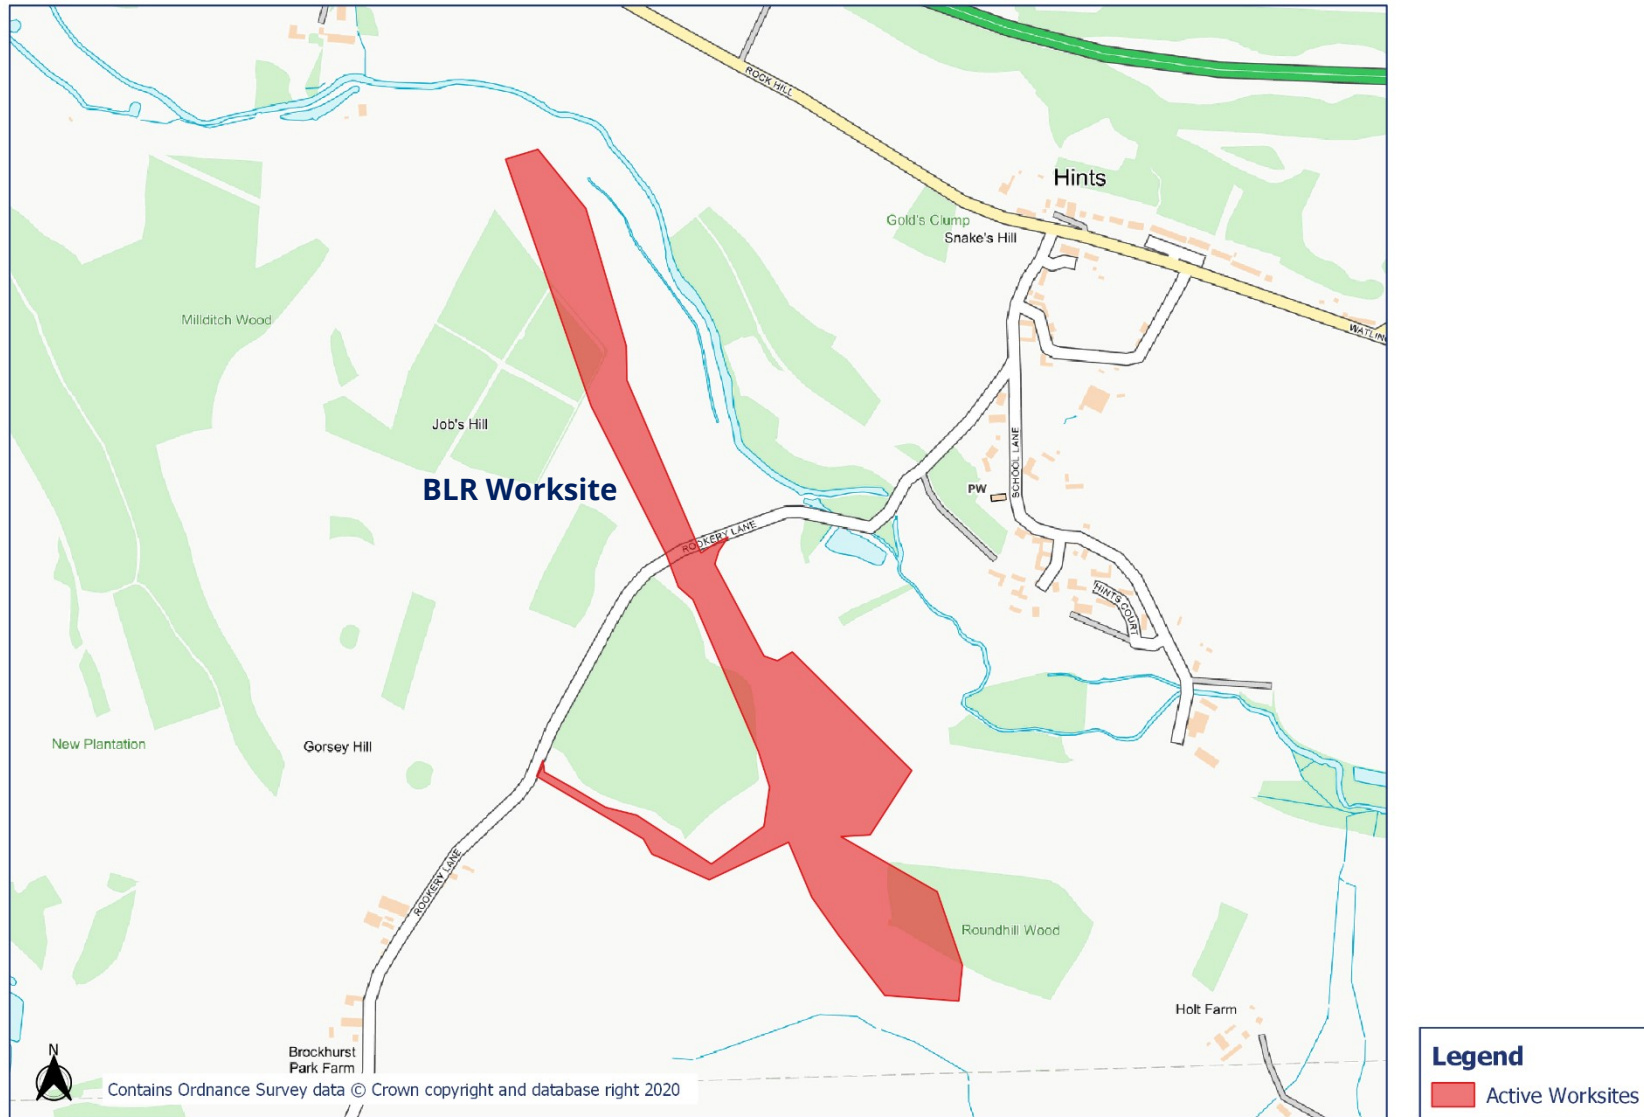 ROCK HILL
Hints
Gold's Clump
Snake's Hill
Millditch Wood
WATLIN
Job's Hill
SCHOOL LANE
BLR Worksite
PW
ROOKERY LANE
HINTS COURT
New Plantation
Gorsey Hill
ROOKERY LANE
Roundhill Wood
Holt Farm
N
Brockhurst
Park Farm
Contains Ordnance Survey data © Crown copyright and database right 2020
Legend
Active Worksites